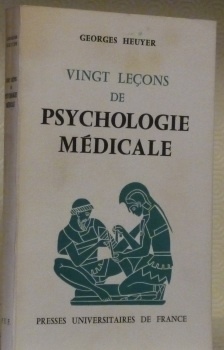 GEORGES HEUYER
VINGT LEÇONS
DE
PSYCHOLOGIE
MÉDICALE
PRESSES UNIVERSITAIRES DE FRANCE